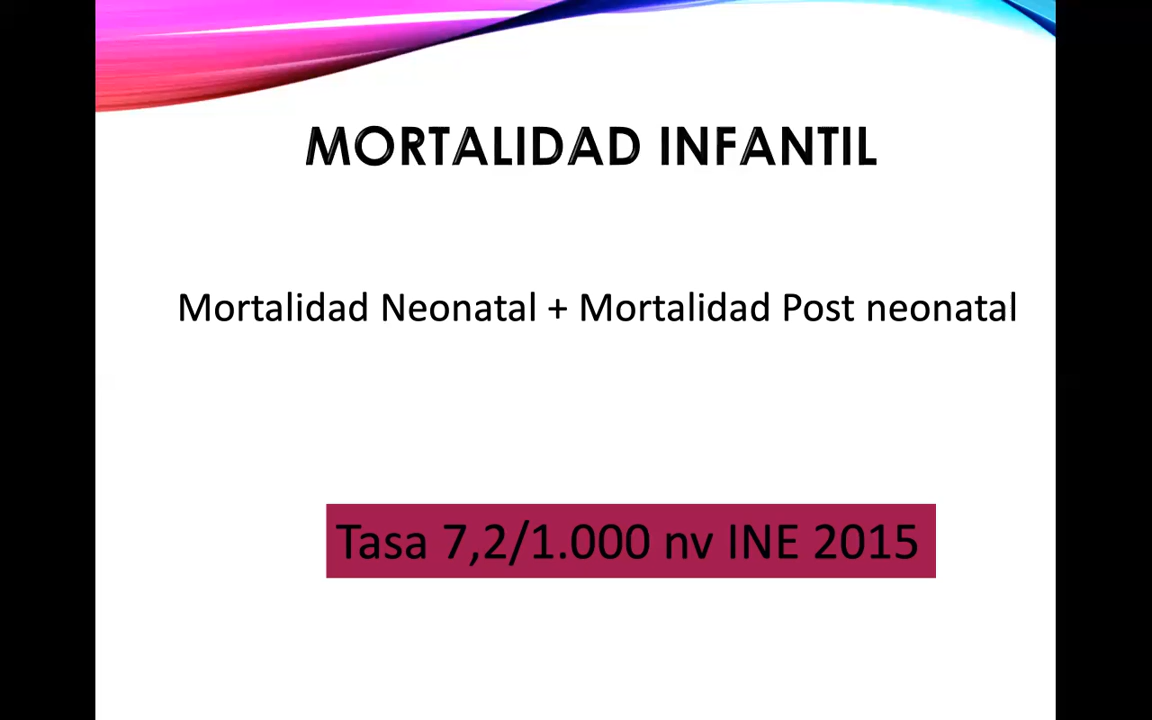 MORTALIDAD INFANTIL
Mortalidad Neonatal + Mortalidad Post neonatal
Tasa 7,2/1.000 nv INE 2015